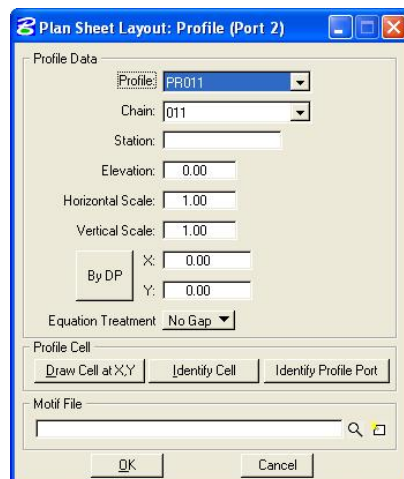 Plan Sheet Layout: Profile (Port 2)
Profile Data
Profile: PR011
Chain: 011
Station:
Elevation: 0.00
Horizontal Scale: 1.00
Vertical Scale: 1.00
By DP
X: 0.00
Y: 0.00
Equation Treatment No Gap
Profile Cell
Draw Cell at X,Y Identify Cell Identify Profile Port
Motif File
OK Cancel